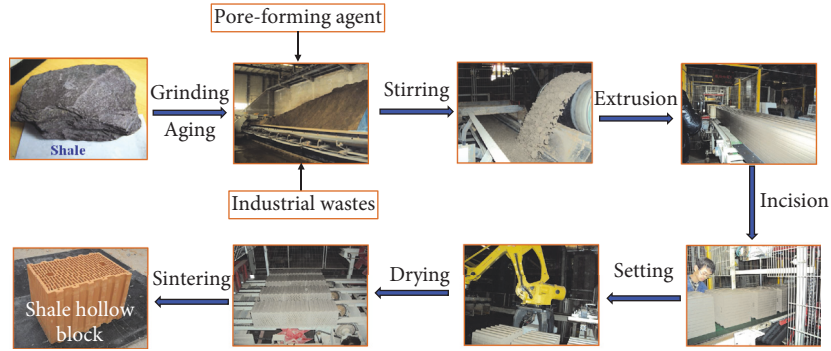 Pore-forming agent
Grinding
Aging
Stirring
Extrusion
Shale
Industrial wastes
Incision
Sintering
Drying
Setting
Shale hollow
block